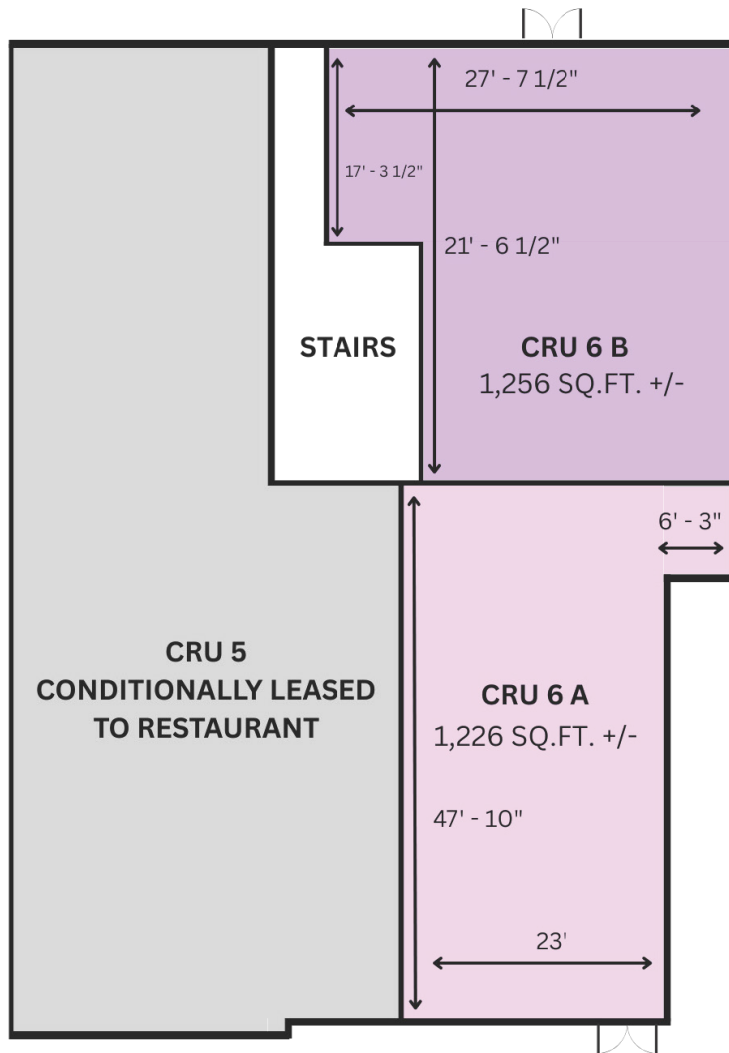 27' - 7 1/2"
17' - 3 1/2"
21' - 6 1/2"
STAIRS
CRU 6 B
1,256 SQ.FT. +/-
6' - 3"
CRU 5
CONDITIONALLY LEASED
TO RESTAURANT
CRU 6 A
1,226 SQ.FT. +/-
47' - 10"
23'